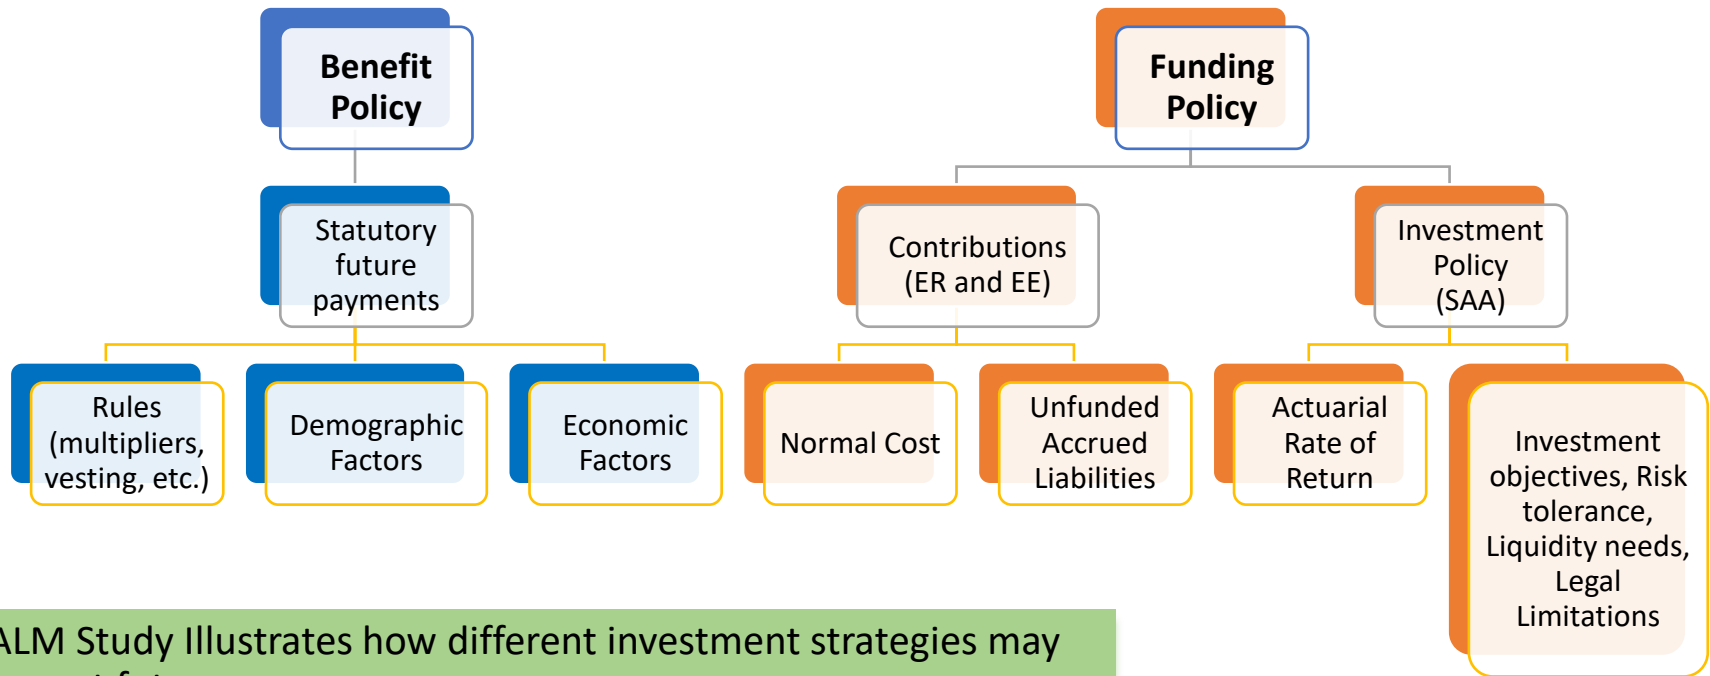 Benefit
Policy
Funding
Policy
Statutory
future
payments
Contributions
(ER and EE)
Investment
Policy
(SAA)
Rules
(multipliers,
vesting, etc.)
Demographic
Factors
Economic
Factors
Normal Cost
Unfunded
Accrued
Liabilities
Actuarial
Rate of
Return
Investment
objectives, Risk
tolerance,
Liquidity needs,
Legal
Limitations
ALM Study Illustrates how different investment strategies may